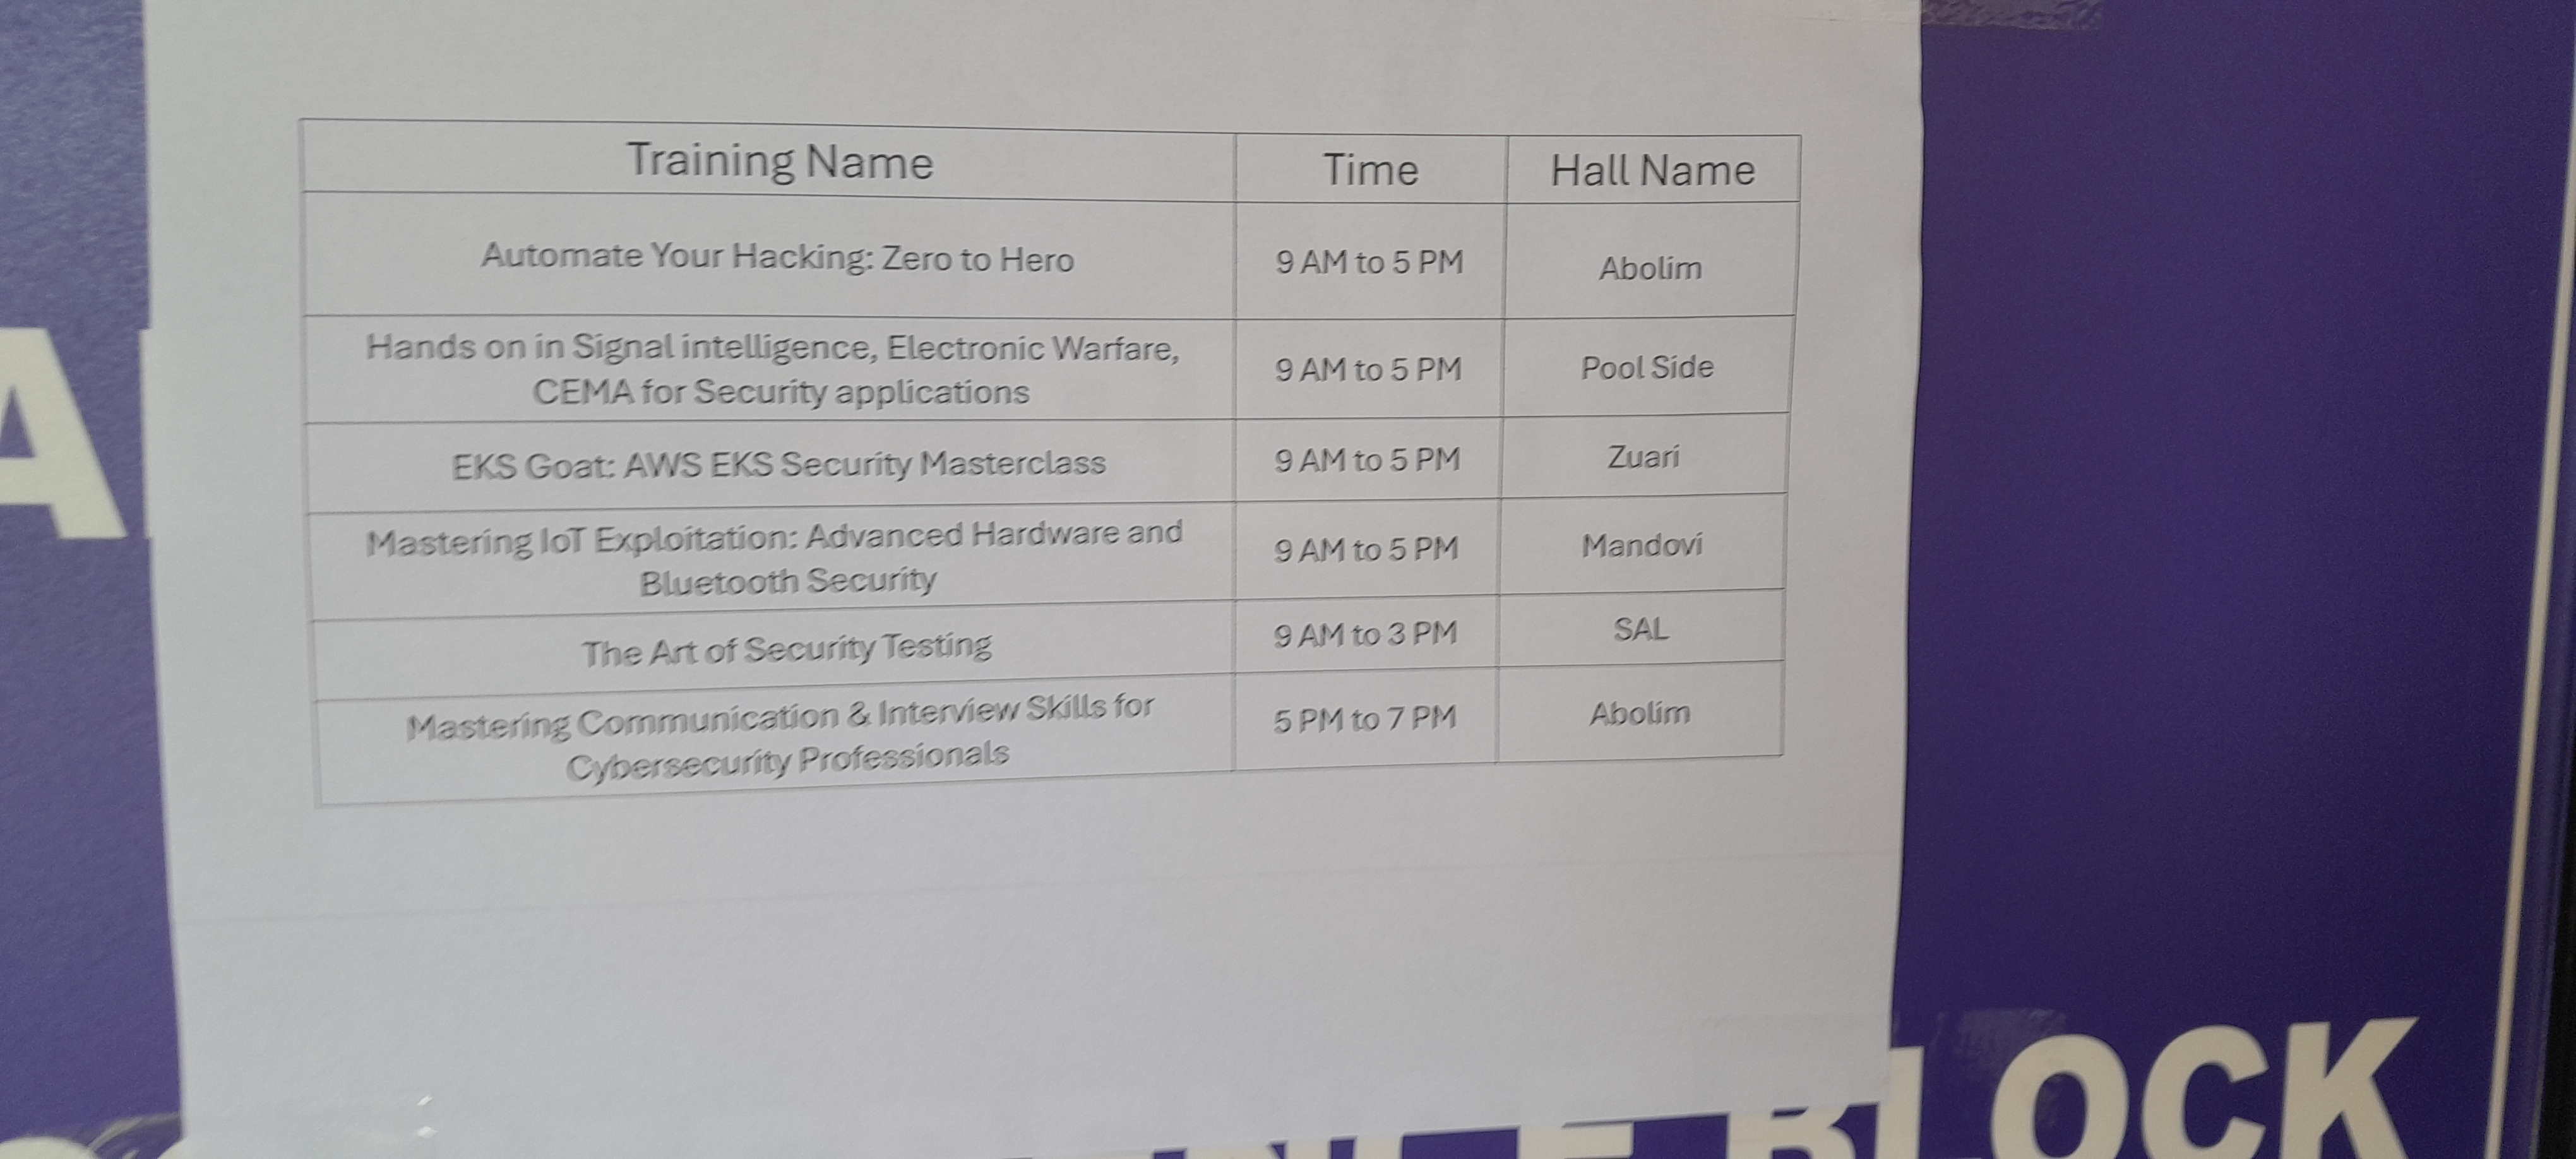 Training Name Time Hall Name
Automate Your Hacking: Zero to Hero 9 AM to 5 PM Abolim
Hands on in Signal intelligence, Electronic Warfare,
CEMA for Security applications 9 AM to 5 PM Pool Side
EKS Goat: AWS EKS Security Masterclass 9 AM to 5 PM Zuari
Mastering IoT Exploitation: Advanced Hardware and
Bluetooth Security 9 AM to 5 PM Mandovi
The Art of Security Testing 9 AM to 3 PM SAL
Mastering Communication & Interview Skills for
Cybersecurity Professionals 5 PM to 7 PM Abolim
BLOCK